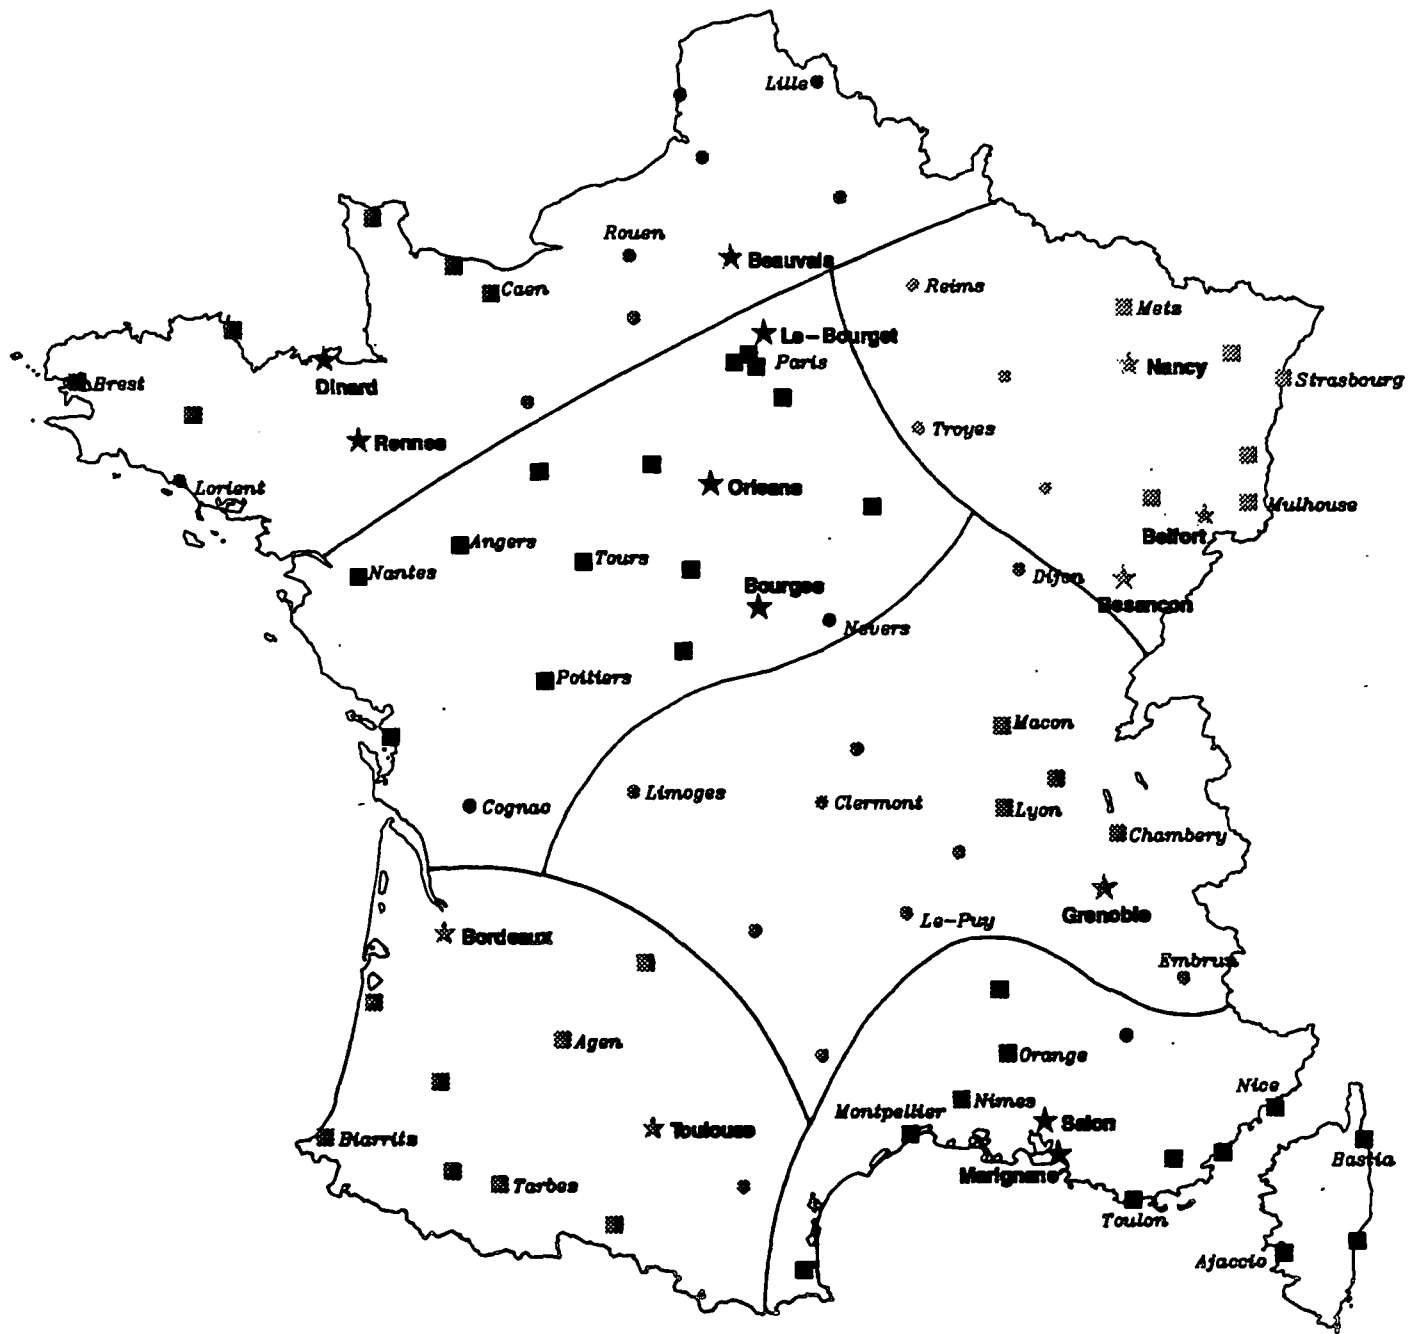 Lille
Rouen
Beauvais
Caen
Reims
Mets
Le-Bourget
Paris
Nancy
Strasbourg
Brest
Dinard
Troyes
Rennes
Lorient
Orleans
Mulhouse
Belfort
Angers
Tours
Nantes
Dijon
Bourges
Besancon
Nevers
Poitiers
Macon
Limoges
Clermont
Cognac
Lyon
Chambery
Grenoble
Le-Puy
Bordeaux
Embrun
Agen
Orange
Nice
Nimes
Montpellier
Salon
Toulouse
Biarrits
Bastia
Marignane
Tarbes
Toulon
Ajaccio